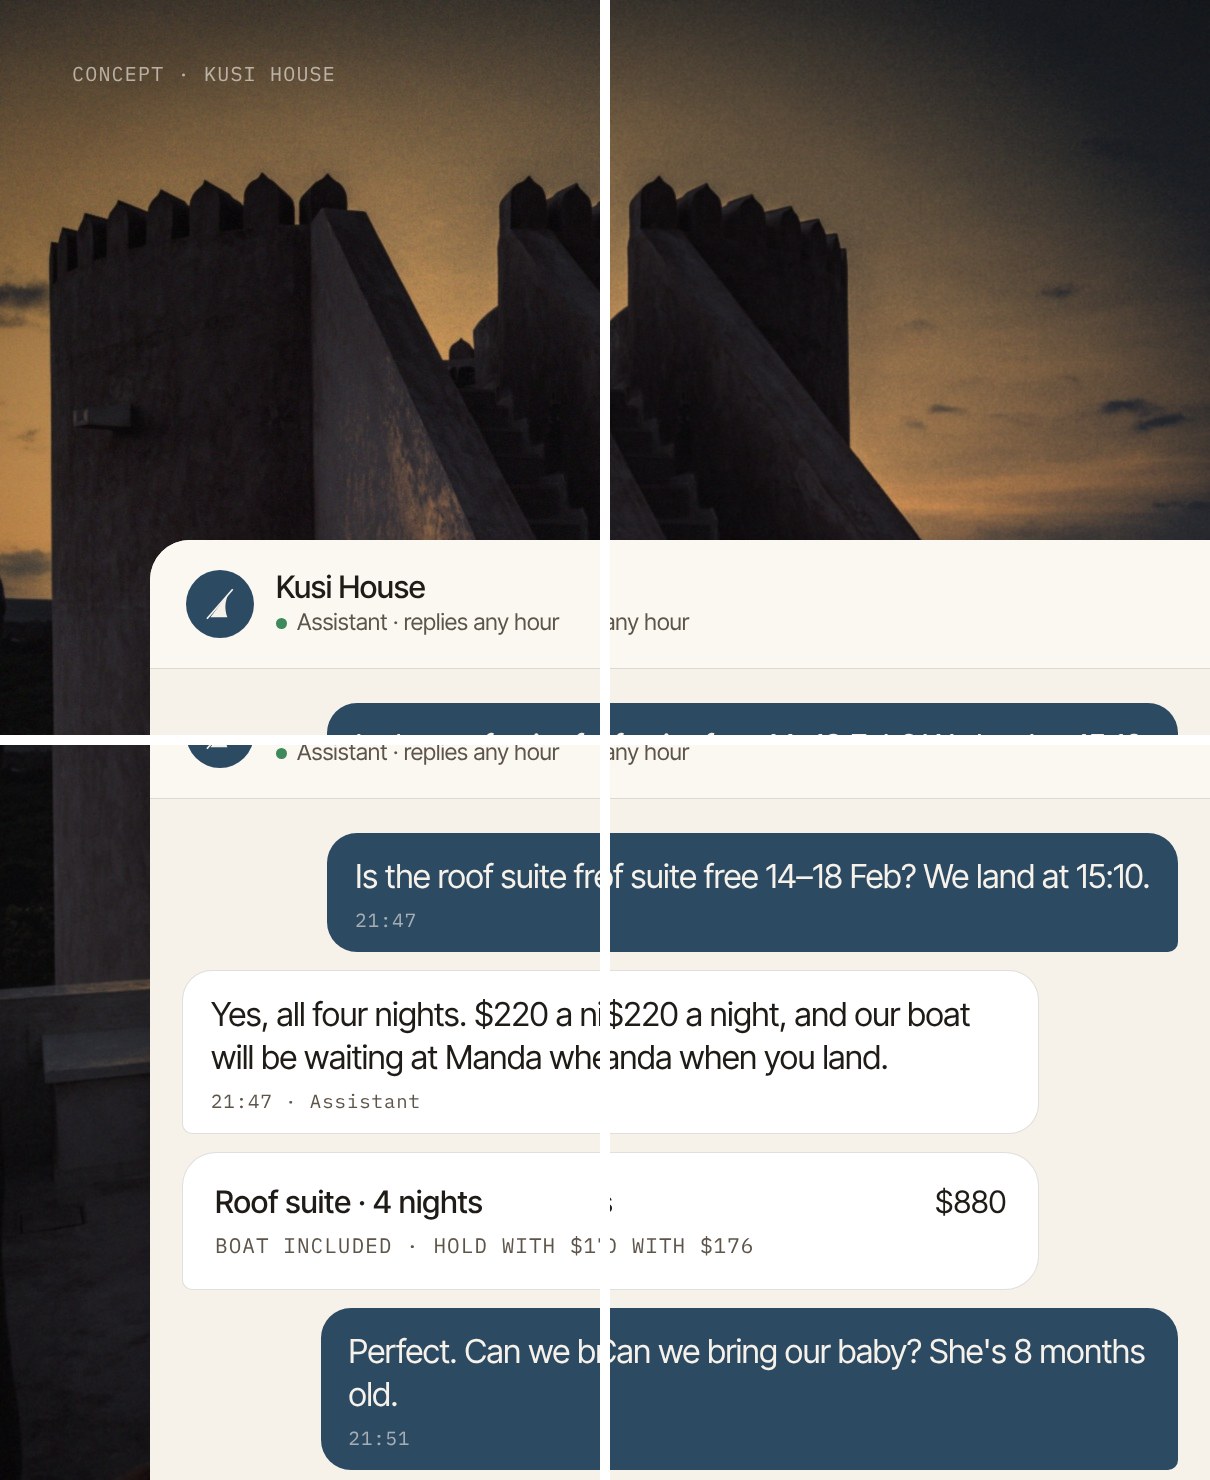 CONCEPT · KUSI HOUSE
Kusi House
Assistant · replies any hour
Is the roof suite free 14–18 Feb? We land at 15:10.
21:47
Yes, all four nights. $220 a night, and our boat
will be waiting at Manda when you land.
21:47 · Assistant
Roof suite · 4 nights $880
BOAT INCLUDED · HOLD WITH $176
Perfect. Can we bring our baby? She's 8 months
old.
21:51